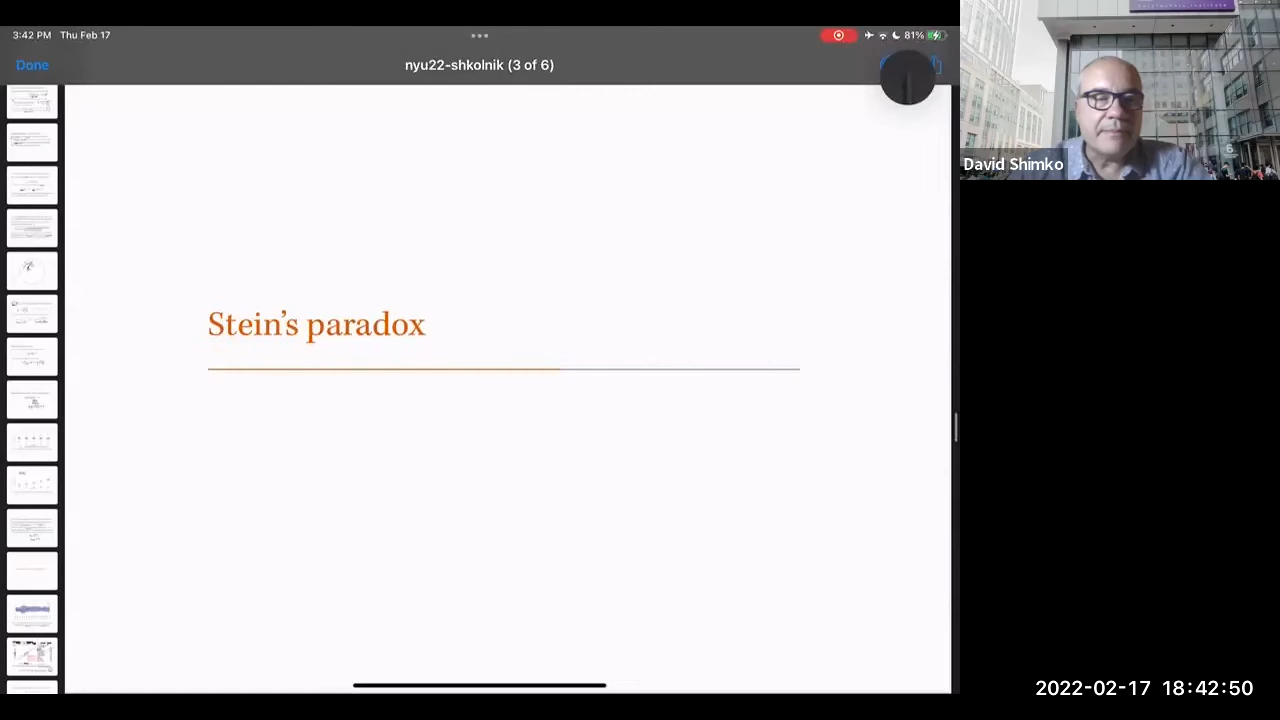 3:42 PM Thu Feb 17
81%
Done
nyu22-shkolnik (3 of 6)
Stein’s paradox
David Shimko
2022-02-17 18:42:50